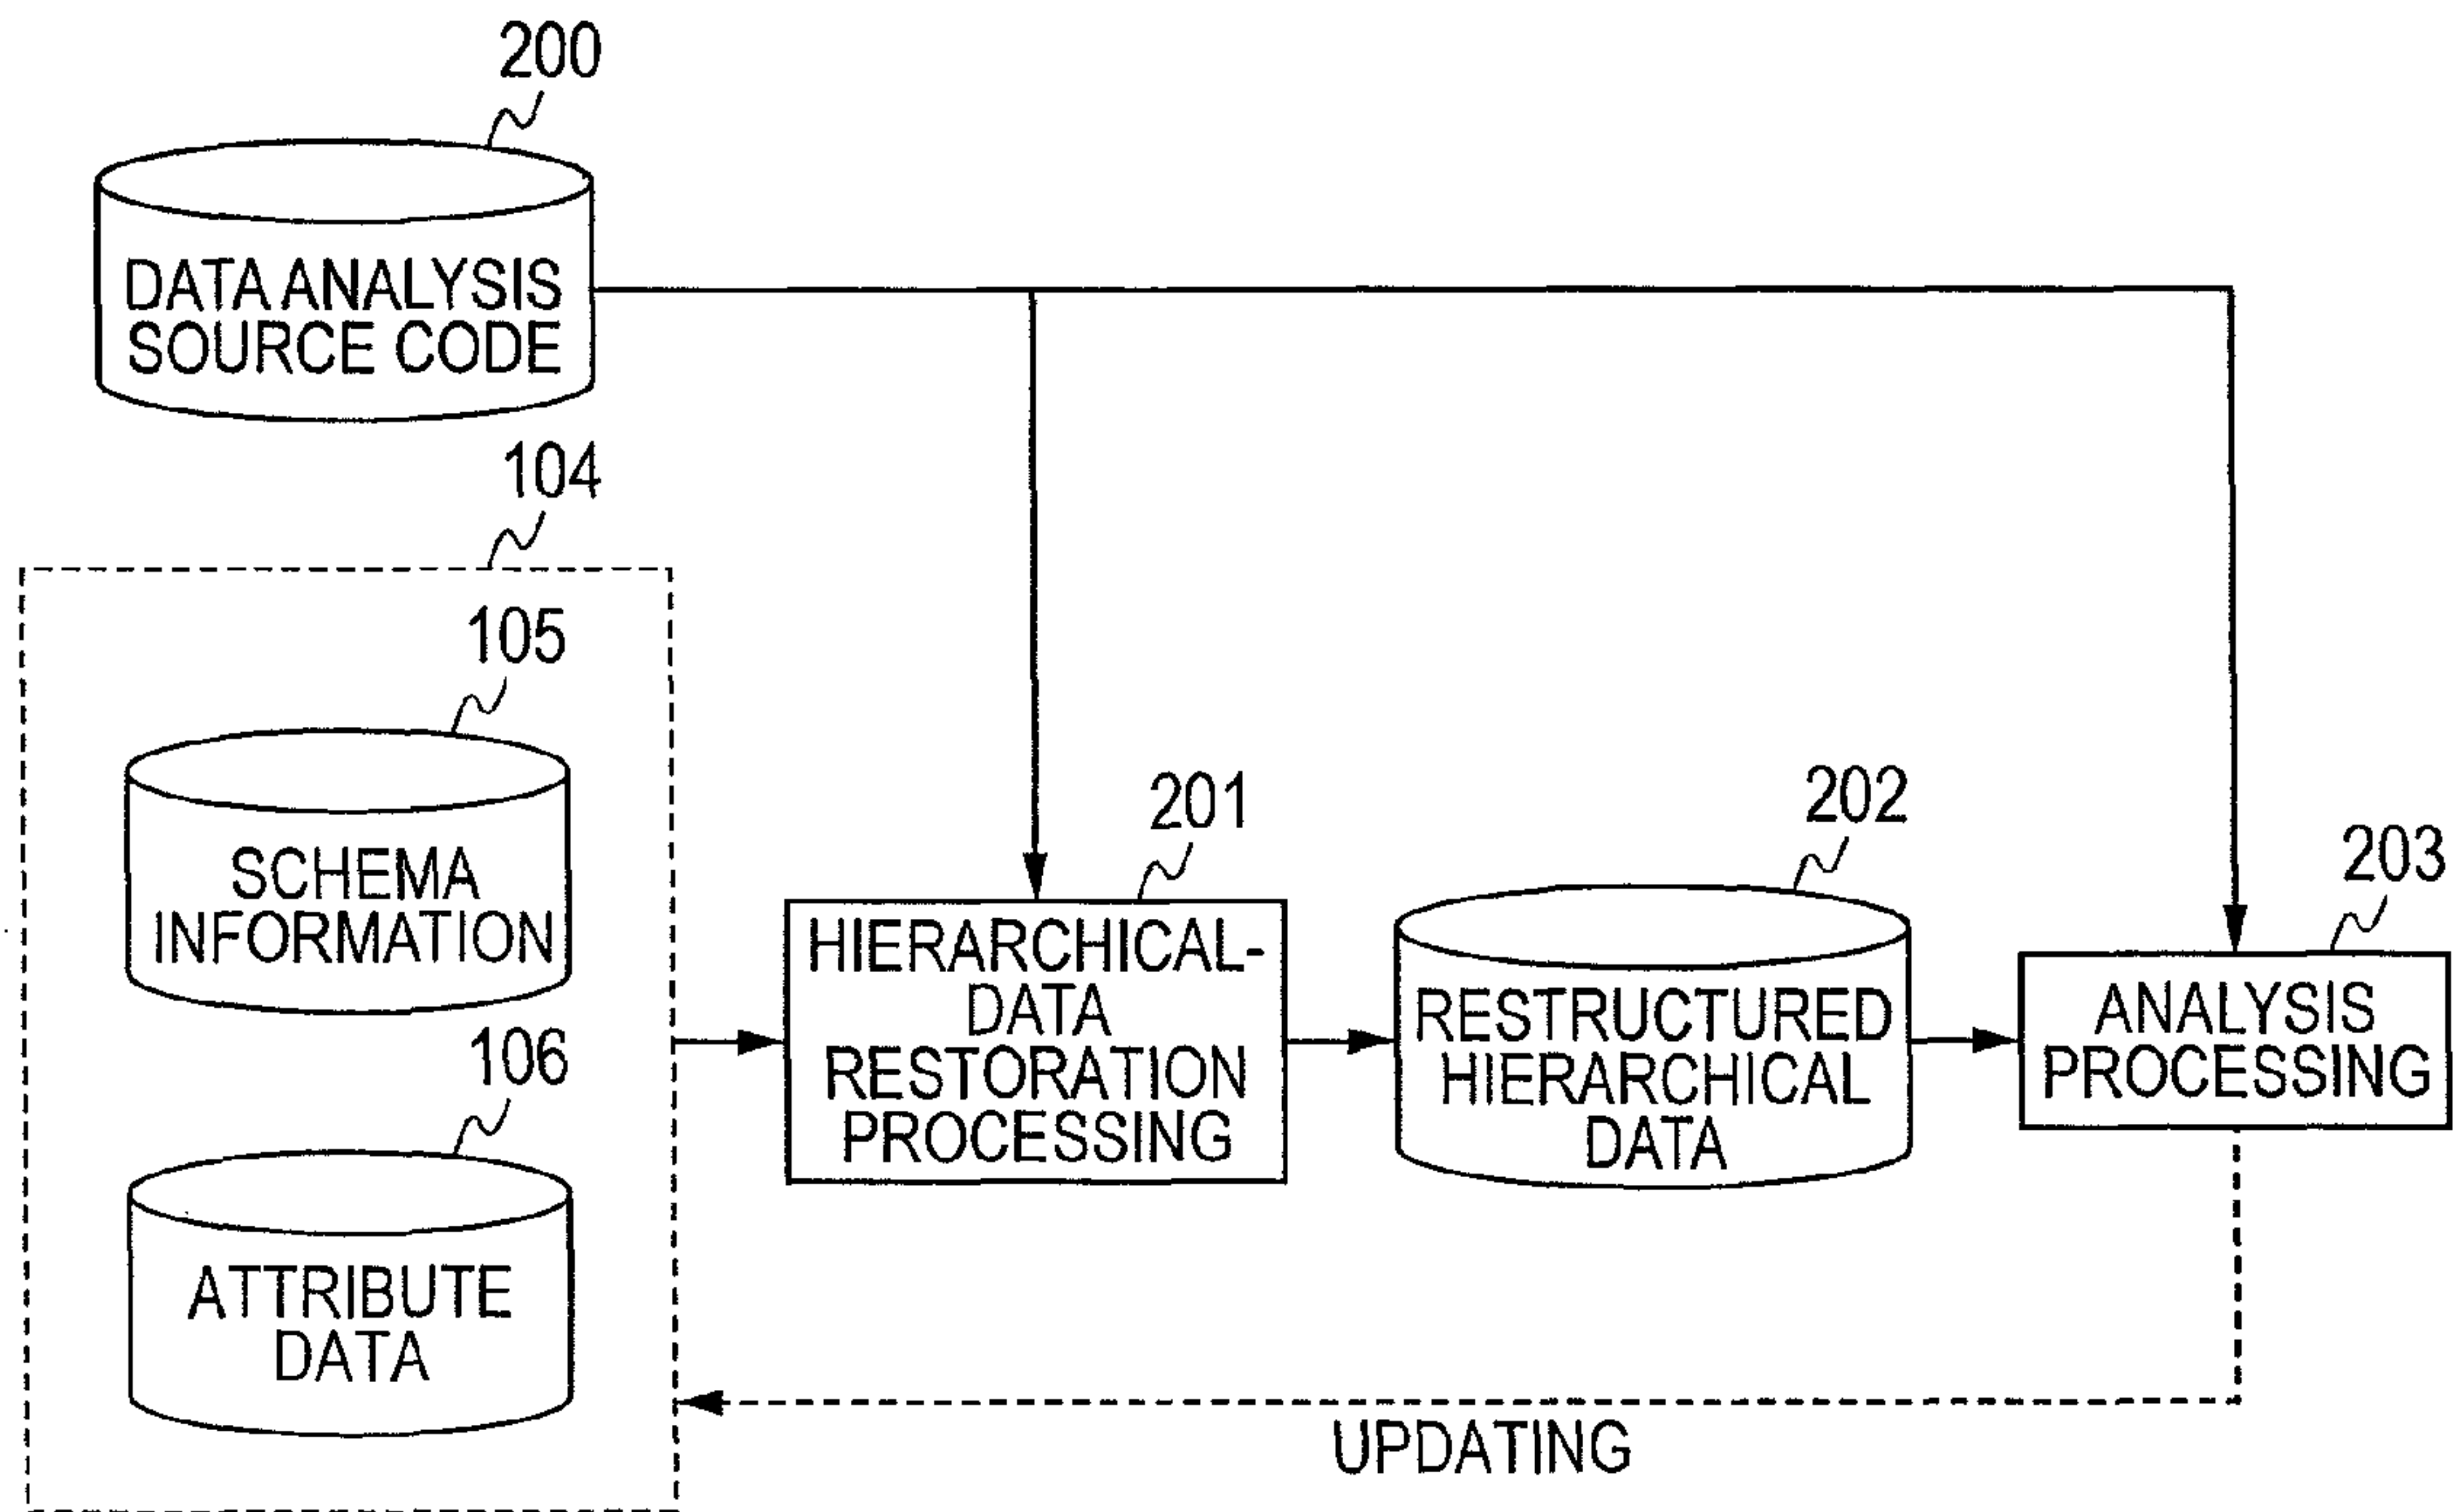 200
DATA ANALYSIS
SOURCE CODE
104
105
SCHEMA
INFORMATION
106
ATTRIBUTE
DATA
201
HIERARCHICAL-
DATA
RESTORATION
PROCESSING
202
RESTRUCTURED
HIERARCHICAL
DATA
203
ANALYSIS
PROCESSING
UPDATING